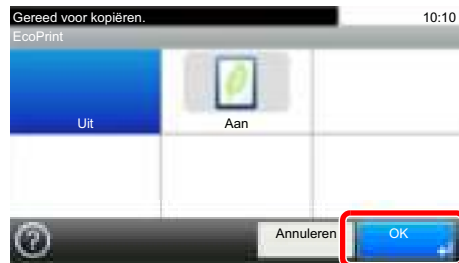 Gereed voor kopiëren. 10:10
EcoPrint
Uit Aan
Annuleren OK